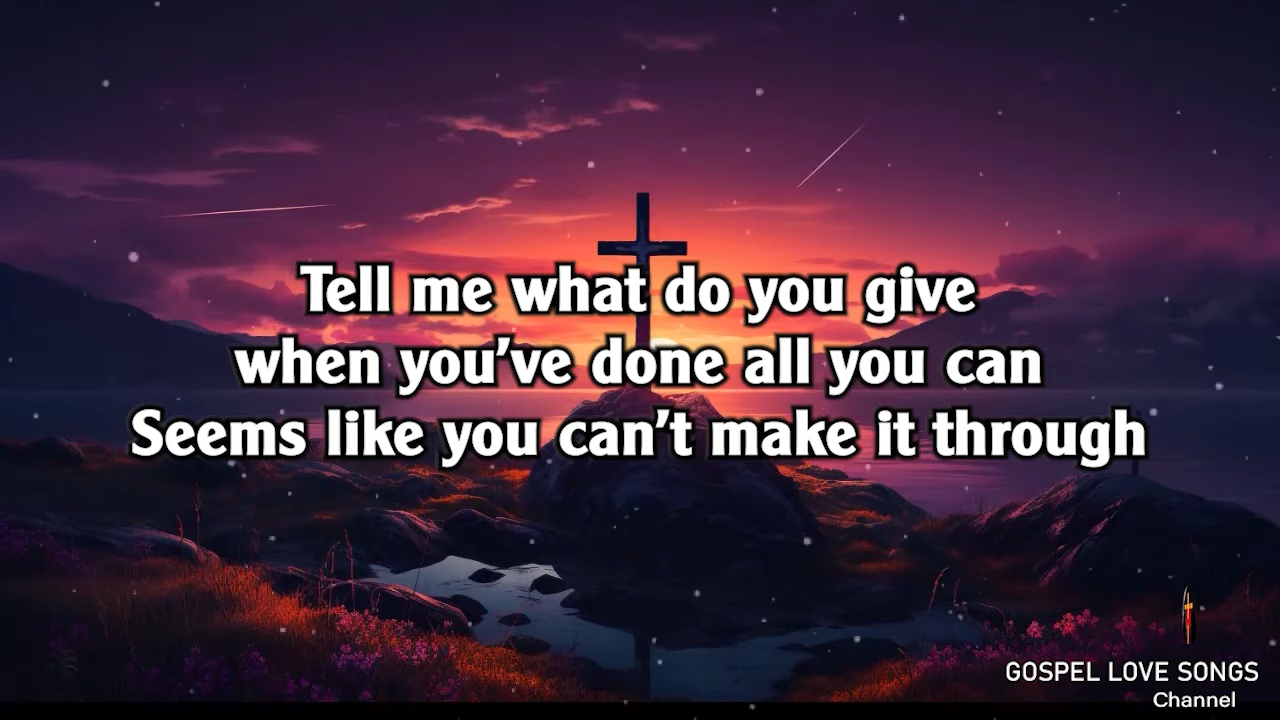 Tell me what do you give
when you've done all you can
Seems like you can't make it through
GOSPEL LOVE SONGS
Channel